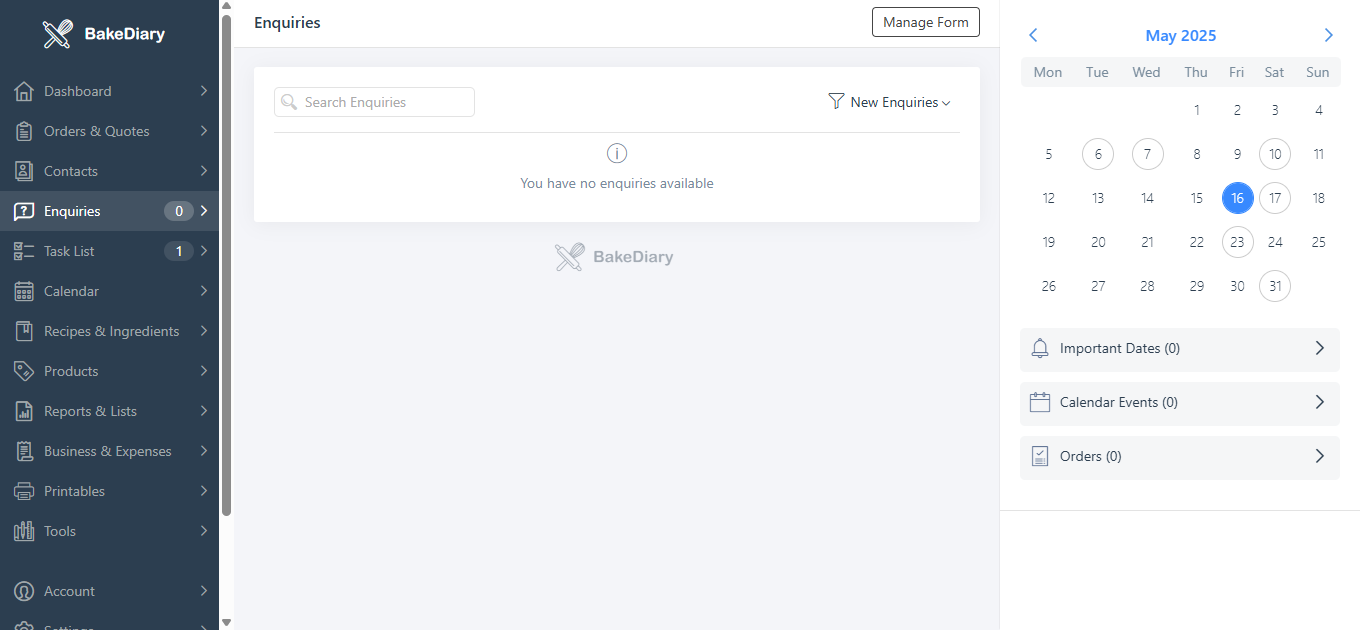 BakeDiary
Dashboard
Orders & Quotes
Contacts
Enquiries 0
Task List 1
Calendar
Recipes & Ingredients
Products
Reports & Lists
Business & Expenses
Printables
Tools
Account
Settings
Enquiries
Manage Form
Search Enquiries
New Enquiries
You have no enquiries available
BakeDiary
May 2025
Mon Tue Wed Thu Fri Sat Sun
1 2 3 4
5 6 7 8 9 10 11
12 13 14 15 16 17 18
19 20 21 22 23 24 25
26 27 28 29 30 31
Important Dates (0)
Calendar Events (0)
Orders (0)